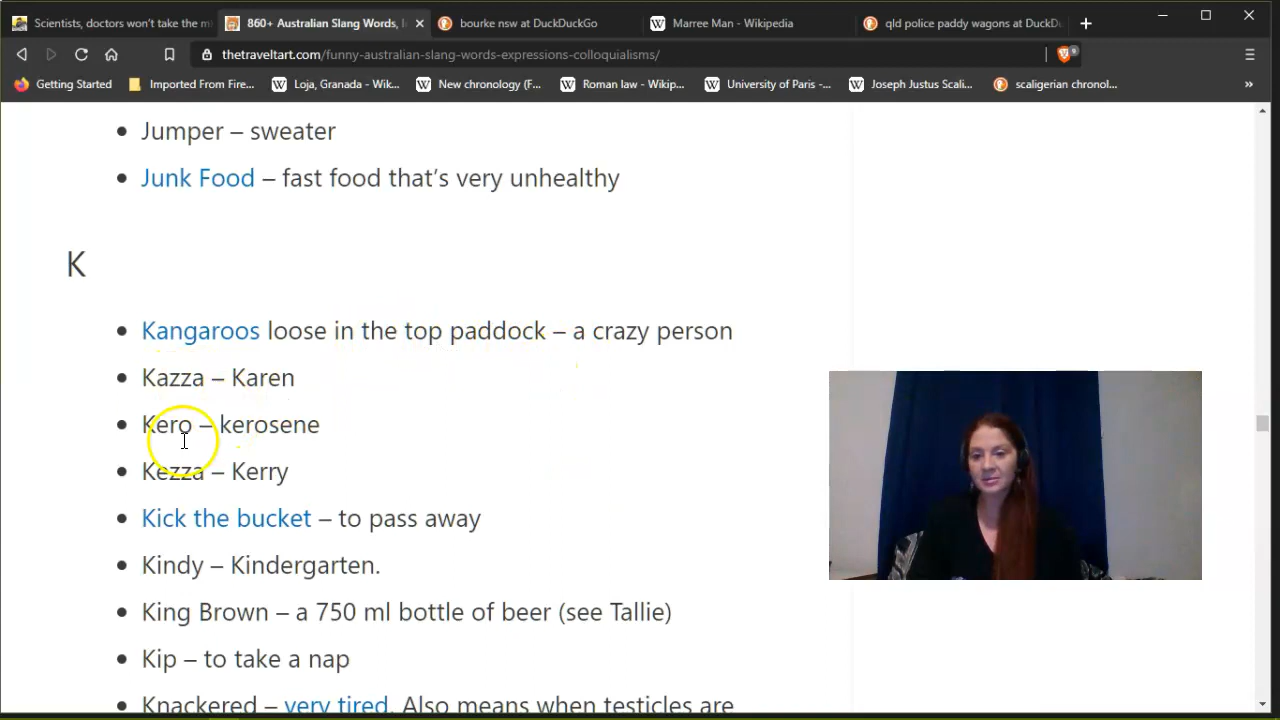 Scientists, doctors won't take the m
860+ Australian Slang Words,
bourke nsw at DuckDuckGo
Marree Man - Wikipedia
qld police paddy wagons at DuckDu
thetraveltart.com/funny-australian-slang-words-expressions-colloquialisms/
Getting Started
Imported From Fire...
Loja, Granada - Wik...
New chronology (F...
Roman law - Wikip...
University of Paris -...
Joseph Justus Scali...
scaligerian chronol...
• Jumper – sweater
• Junk Food – fast food that's very unhealthy
K
• Kangaroos loose in the top paddock – a crazy person
• Kazza – Karen
• Kero – kerosene
• Kezza – Kerry
• Kick the bucket – to pass away
• Kindy – Kindergarten.
• King Brown – a 750 ml bottle of beer (see Tallie)
• Kip – to take a nap
• Knackered – very tired. Also means when testicles are